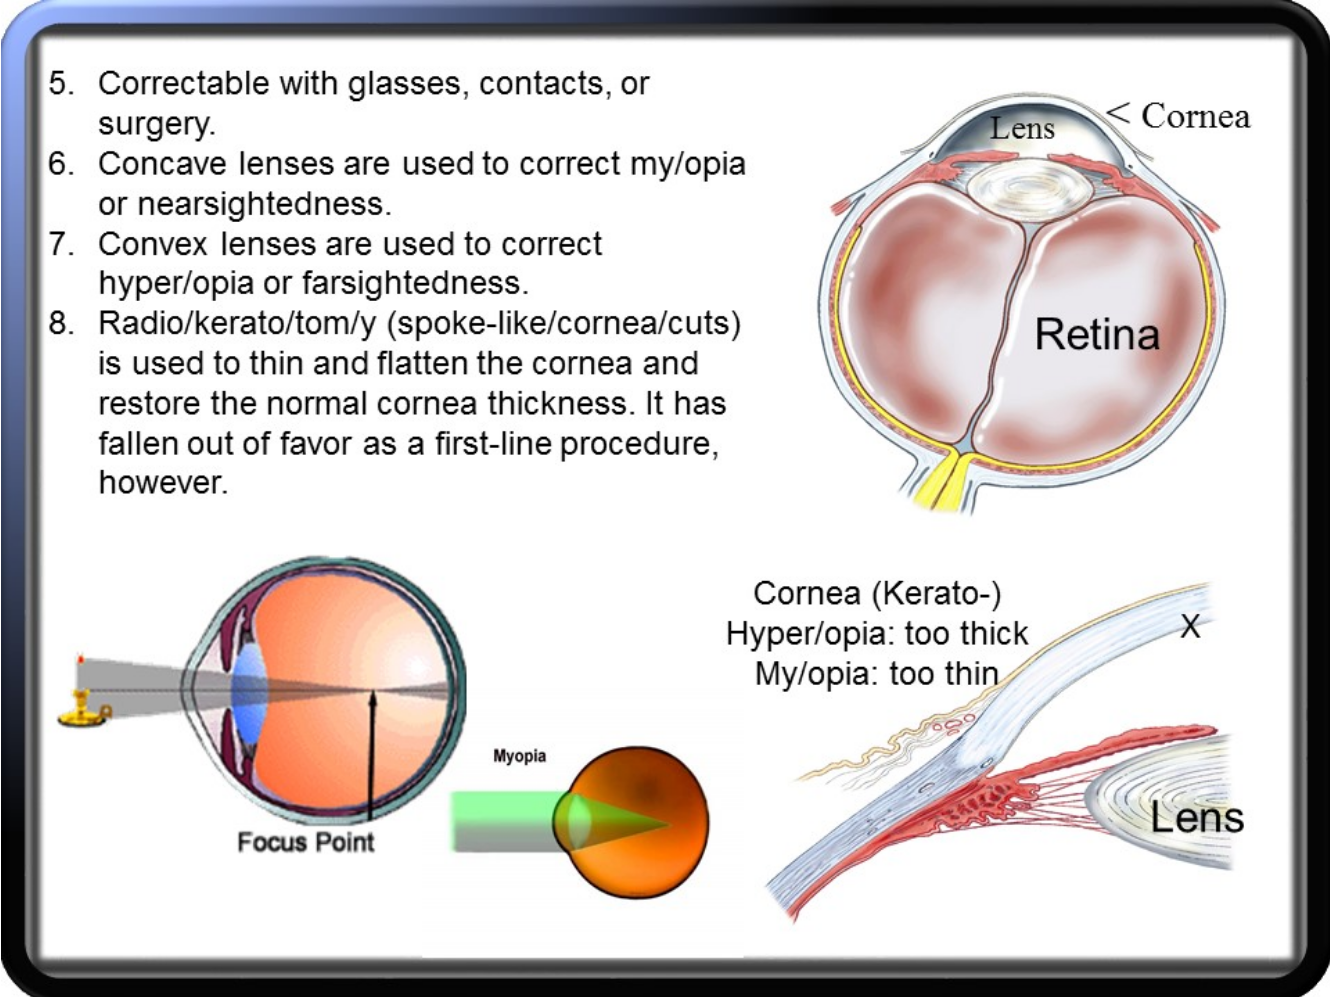 5. Correctable with glasses, contacts, or
surgery.
6. Concave lenses are used to correct my/opia
or nearsightedness.
7. Convex lenses are used to correct
hyper/opia or farsightedness.
8. Radio/kerato/tom/y (spoke-like/cornea/cuts)
is used to thin and flatten the cornea and
restore the normal cornea thickness. It has
fallen out of favor as a first-line procedure,
however.
Lens
< Cornea
Retina
Focus Point
Myopia
Cornea (Kerato-)
Hyper/opia: too thick
My/opia: too thin
X
Lens